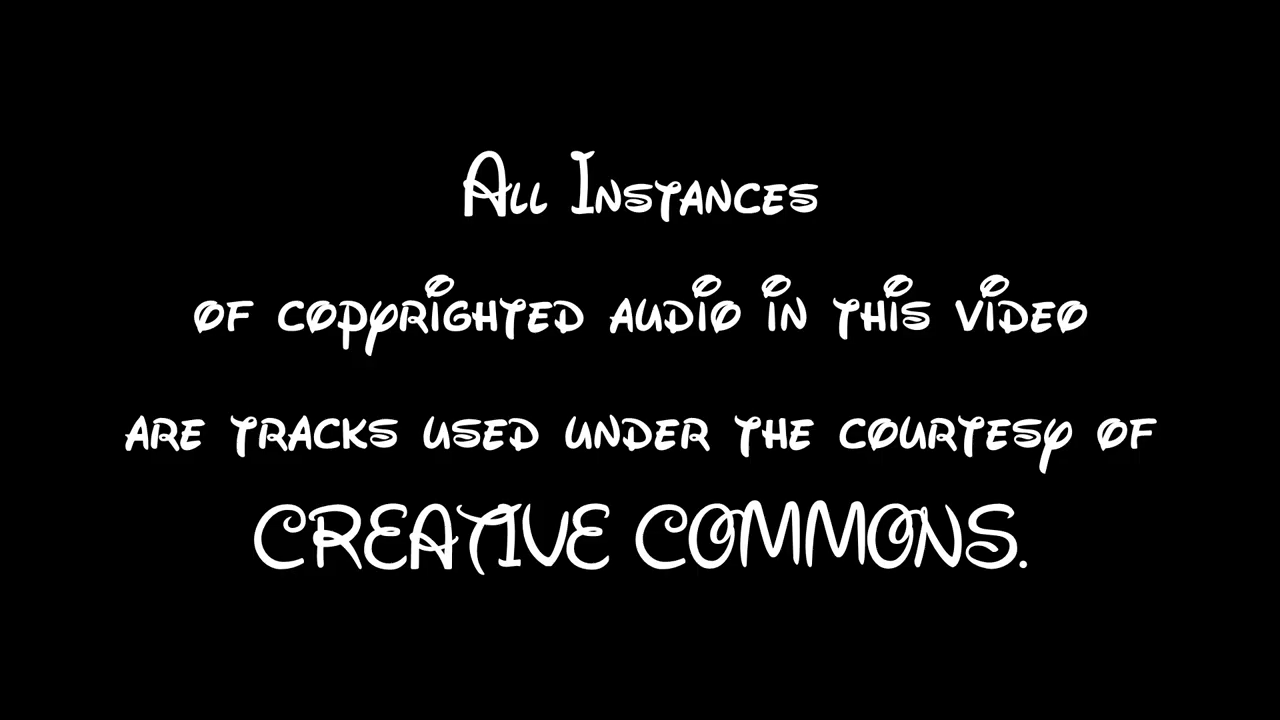 All Instances
of copyrighted audio in this video
are tracks used under the courtesy of
CREATIVE COMMONS.